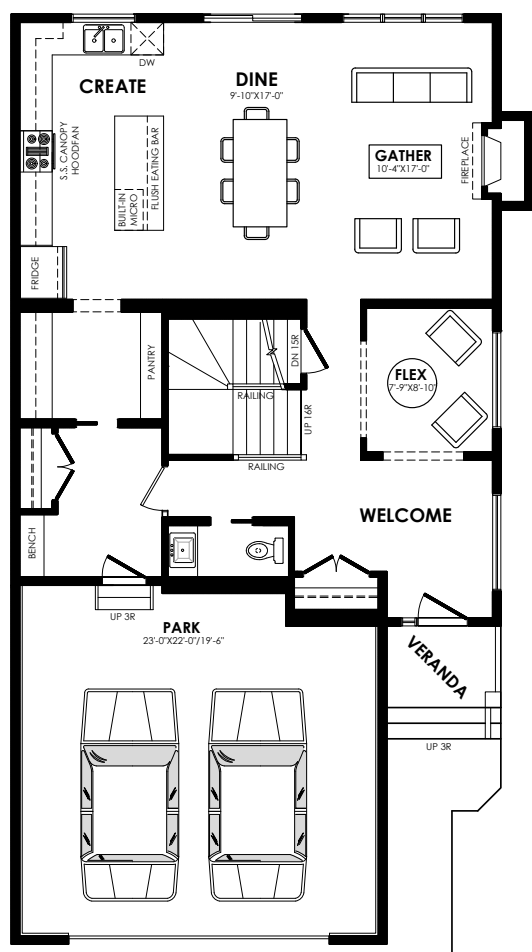 DW
CREATE
DINE
9'-10"X17'-0"
S.S. CANOPY
HOODFAN
FLUSH EATING BAR
BUILT-IN
MICRO
GATHER
10'-4"X17'-0"
FIREPLACE
FRIDGE
PANTRY
DN 15R
RAILING
UP 16R
RAILING
FLEX
7'-9"X8'-10"
WELCOME
BENCH
UP 3R
PARK
23'-0"X22'-0"/19'-6"
VERANDA
UP 3R